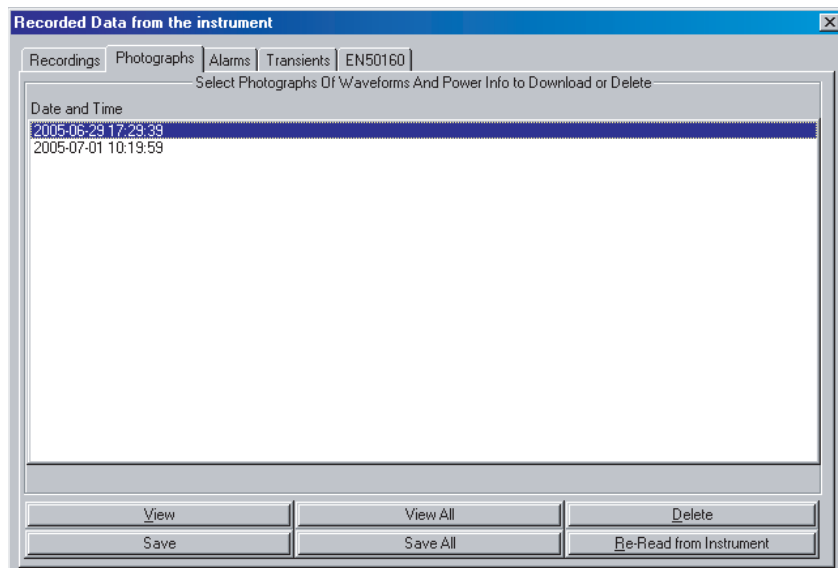 Recorded Data from the instrument
Recordings Photographs Alarms Transients EN50160
Select Photographs Of Waveforms And Power Info to Download or Delete
Date and Time
2005-06-29 17:29:39
2005-07-01 10:19:59
View View All Delete
Save Save All Re-Read from Instrument